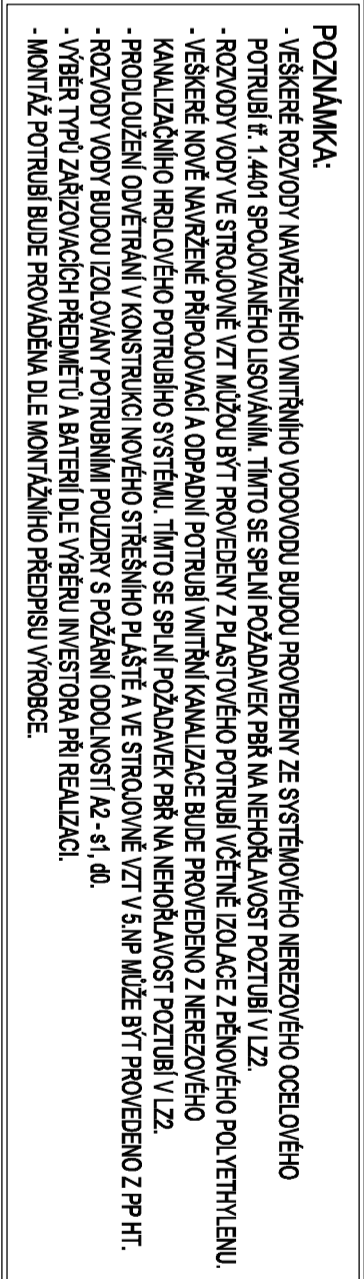 POZNÁMKA:
- VEŠKERÉ ROZVODY NAVRŽENÉHO VNITŘNÍHO VODOVODU BUDOU PROVEDENY ZE SYSTÉMOVÉHO NEREZOVÉHO OCELOVÉHO
POTRUBÍ tř. 1.4401 SPOJOVANÉHO LISOVÁNÍM. TÍMTO SE SPLNÍ POŽADAVEK PBŘ NA NEHOŘLAVOST POZTUBÍ V LZ2.
- ROZVODY VODY VE STROJOVNĚ VZT MŮŽOU BÝT PROVEDENY Z PLASTOVÉHO POTRUBÍ VČETNĚ IZOLACE Z PĚNOVÉHO POLYETHYLENU.
- VEŠKERÉ NOVĚ NAVRŽENÉ PŘIPOJOVACÍ A ODPADNÍ POTRUBÍ VNITŘNÍ KANALIZACE BUDE PROVEDENO Z NEREZOVÉHO
KANALIZAČNÍHO HRDLOVÉHO POTRUBÍHO SYSTÉMU. TÍMTO SE SPLNÍ POŽADAVEK PBŘ NA NEHOŘLAVOST POZTUBÍ V LZ2.
- PRODLOUŽENÍ ODVĚTRÁNÍ V KONSTRUKCI NOVÉHO STŘEŠNÍHO PLÁŠTĚ A VE STROJOVNĚ VZT V 5.NP MŮŽE BÝT PROVEDENO Z PP HT.
- ROZVODY VODY BUDOU IZOLOVÁNY POTRUBNÍMI POUZDRY S POŽÁRNÍ ODOLNOSTÍ A2 - s1, d0.
- VÝBĚR TYPŮ ZAŘIZOVACÍCH PŘEDMĚTŮ A BATERIÍ DLE VÝBĚRU INVESTORA PŘI REALIZACI.
- MONTÁŽ POTRUBÍ BUDE PROVÁDĚNA DLE MONTÁŽNÍHO PŘEDPISU VÝROBCE.